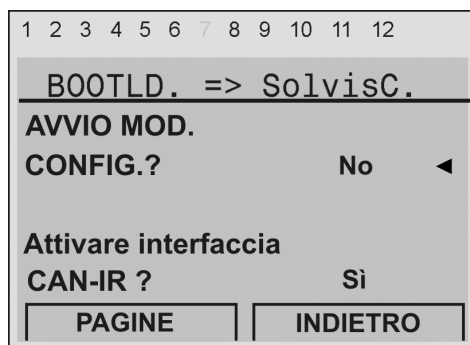 1 2 3 4 5 6 7 8 9 10 11 12
BOOTLD. => SolvisC.
AVVIO MOD.
CONFIG.? No ◄
Attivare interfaccia
CAN-IR ? Sì
PAGINE INDIETRO